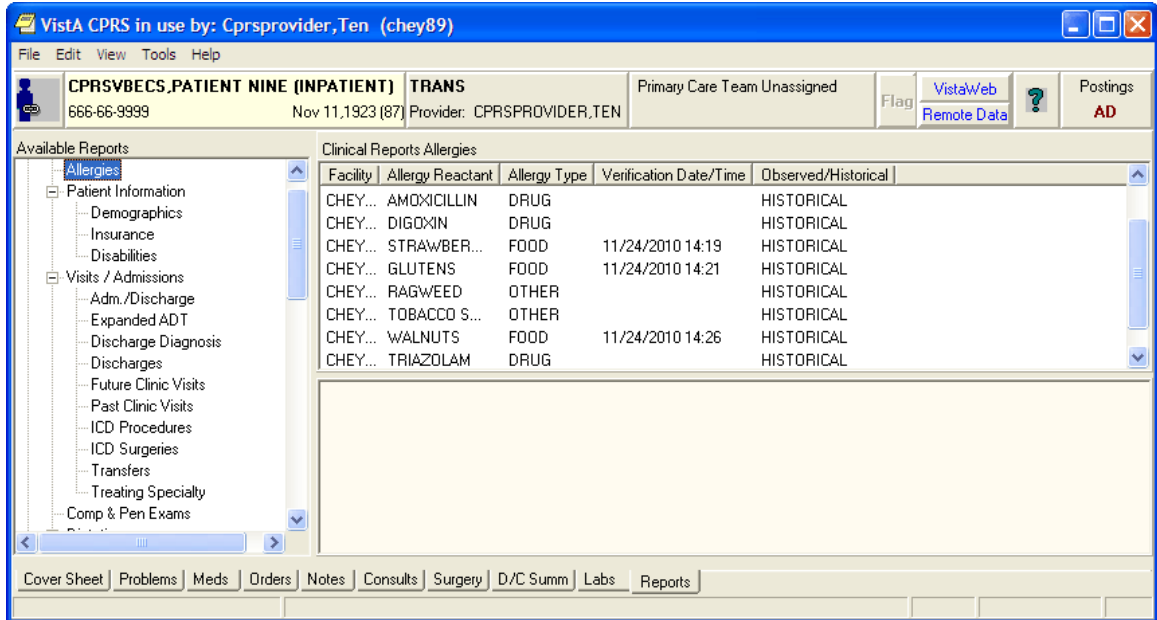 VistA CPRS in use by: Cprsprovider,Ten (chey89)
File Edit View Tools Help
CPRSVBECS,PATIENT NINE (INPATIENT) TRANS Primary Care Team Unassigned Flag VistaWeb ? Postings
666-66-9999 Nov 11,1923 (87) Provider: CPRSPROVIDER,TEN Remote Data AD
Available Reports
Allergies
Patient Information
Demographics
Insurance
Disabilities
Visits / Admissions
Adm./Discharge
Expanded ADT
Discharge Diagnosis
Discharges
Future Clinic Visits
Past Clinic Visits
ICD Procedures
ICD Surgeries
Transfers
Treating Specialty
Comp & Pen Exams
Clinical Reports Allergies
Facility Allergy Reactant Allergy Type Verification Date/Time Observed/Historical
CHEY... AMOXICILLIN DRUG HISTORICAL
CHEY... DIGOXIN DRUG HISTORICAL
CHEY... STRAWBER... FOOD 11/24/2010 14:19 HISTORICAL
CHEY... GLUTENS FOOD 11/24/2010 14:21 HISTORICAL
CHEY... RAGWEED OTHER HISTORICAL
CHEY... TOBACCO S... OTHER HISTORICAL
CHEY... WALNUTS FOOD 11/24/2010 14:26 HISTORICAL
CHEY... TRIAZOLAM DRUG HISTORICAL
Cover Sheet Problems Meds Orders Notes Consults Surgery D/C Summ Labs Reports